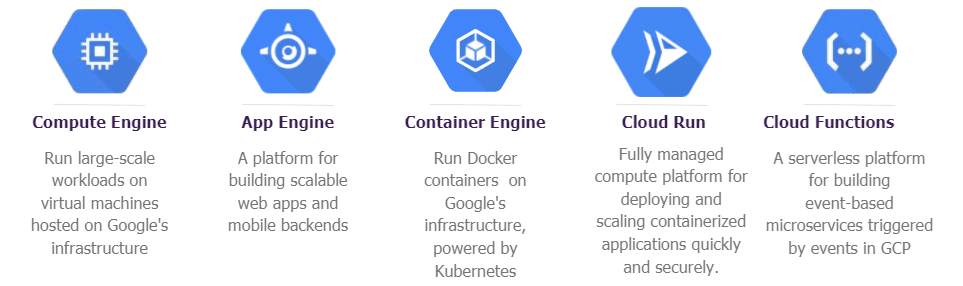 Compute Engine
Run large-scale
workloads on
virtual machines
hosted on Google's
infrastructure
App Engine
A platform for
building scalable
web apps and
mobile backends
Container Engine
Run Docker
containers on
Google's
infrastructure,
powered by
Kubernetes
Cloud Run
Fully managed
compute platform for
deploying and
scaling containerized
applications quickly
and securely.
Cloud Functions
A serverless platform
for building
event-based
microservices triggered
by events in GCP